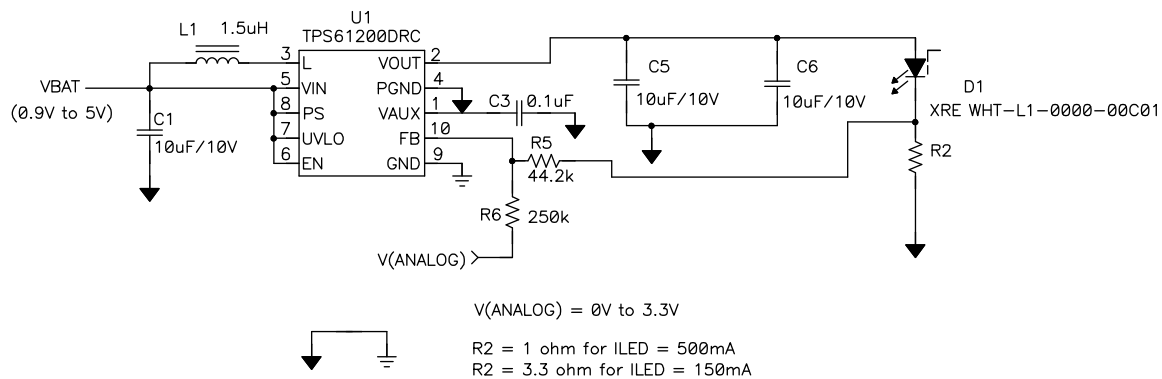 U1
TPS61200DRC
L1 1.5uH
3 L VOUT 2
VBAT
(0.9V to 5V)
5 VIN PGND 4
8 PS VAUX 1
7 UVLO FB 10
6 EN GND 9
C1
10uF/10V
C3 0.1uF
C5
10uF/10V
C6
10uF/10V
D1
XRE WHT-L1-0000-00C01
R5
44.2k
R2
R6 250k
V(ANALOG)
V(ANALOG) = 0V to 3.3V
R2 = 1 ohm for ILED = 500mA
R2 = 3.3 ohm for ILED = 150mA